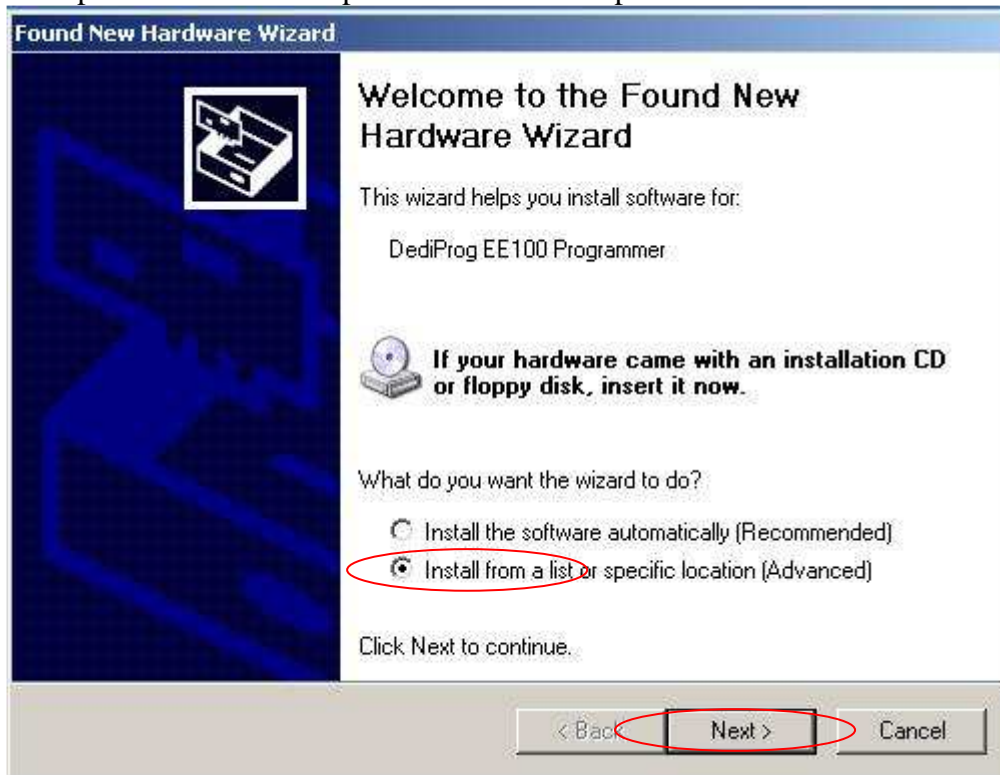 Found New Hardware Wizard
Welcome to the Found New
Hardware Wizard
This wizard helps you install software for:
DediProg EE100 Programmer
If your hardware came with an installation CD
or floppy disk, insert it now.
What do you want the wizard to do?
Install the software automatically (Recommended)
Install from a list or specific location (Advanced)
Click Next to continue.
< Back Next > Cancel